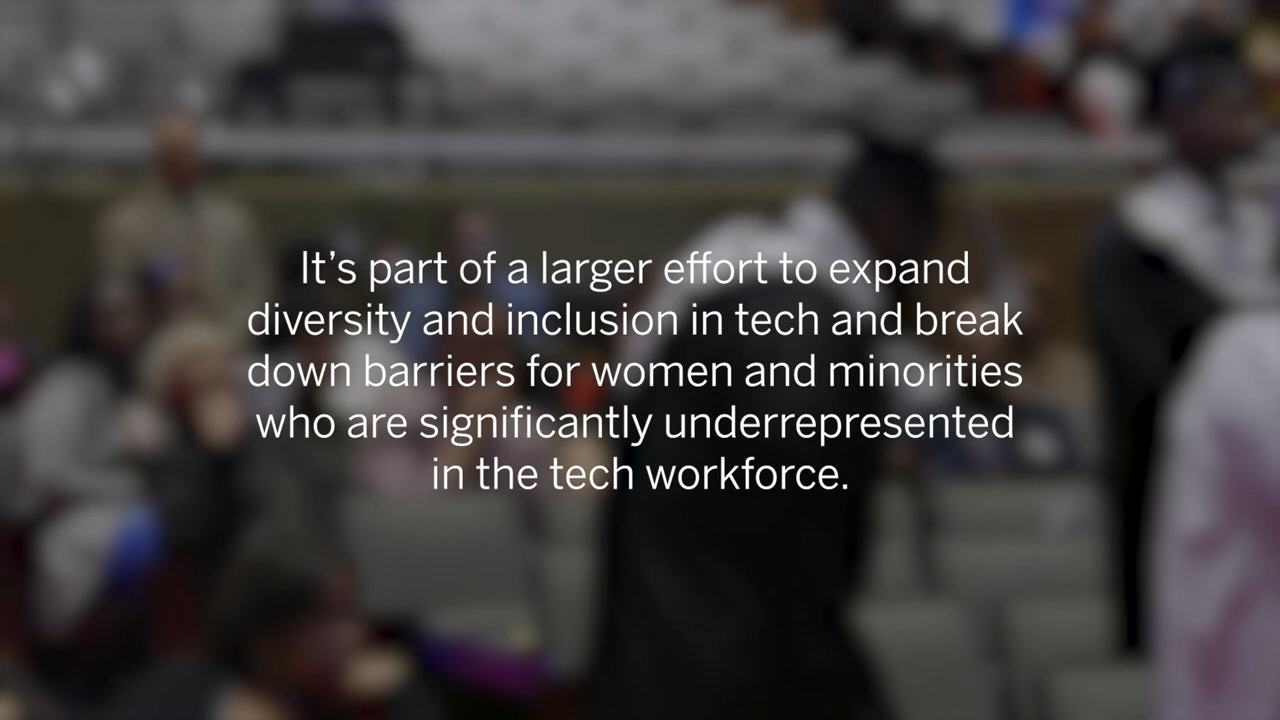 It’s part of a larger effort to expand
diversity and inclusion in tech and break
down barriers for women and minorities
who are significantly underrepresented
in the tech workforce.